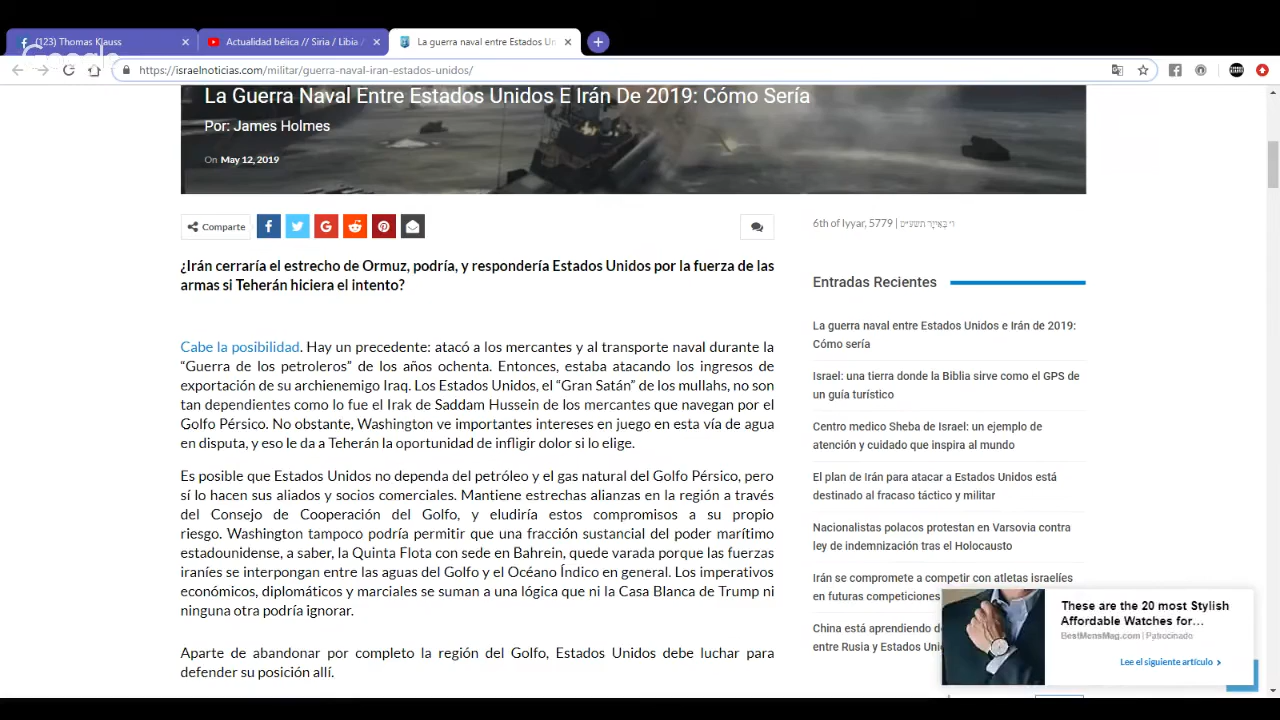 (123) Thomas Klauss
Actualidad bélica // Siria / Libia /
La guerra naval entre Estados Un
Google
https://israelnoticias.com/militar/guerra-naval-iran-estados-unidos/
La Guerra Naval Entre Estados Unidos E Irán De 2019: Cómo Sería
Por: James Holmes
On May 12, 2019
Comparte
6th of Iyyar, 5779 | ו׳ בְּאִיָּיר תשע״ט
¿Irán cerraría el estrecho de Ormuz, podría, y respondería Estados Unidos por la fuerza de las
armas si Teherán hiciera el intento?
Cabe la posibilidad. Hay un precedente: atacó a los mercantes y al transporte naval durante la
“Guerra de los petroleros” de los años ochenta. Entonces, estaba atacando los ingresos de
exportación de su archienemigo Iraq. Los Estados Unidos, el “Gran Satán” de los mullahs, no son
tan dependientes como lo fue el Irak de Saddam Hussein de los mercantes que navegan por el
Golfo Pérsico. No obstante, Washington ve importantes intereses en juego en esta vía de agua
en disputa, y eso le da a Teherán la oportunidad de infligir dolor si lo elige.
Es posible que Estados Unidos no dependa del petróleo y el gas natural del Golfo Pérsico, pero
sí lo hacen sus aliados y socios comerciales. Mantiene estrechas alianzas en la región a través
del Consejo de Cooperación del Golfo, y eludiría estos compromisos a su propio
riesgo. Washington tampoco podría permitir que una fracción sustancial del poder marítimo
estadounidense, a saber, la Quinta Flota con sede en Bahrein, quede varada porque las fuerzas
iraníes se interpongan entre las aguas del Golfo y el Océano Índico en general. Los imperativos
económicos, diplomáticos y marciales se suman a una lógica que ni la Casa Blanca de Trump ni
ninguna otra podría ignorar.
Aparte de abandonar por completo la región del Golfo, Estados Unidos debe luchar para
defender su posición allí.
Entradas Recientes
La guerra naval entre Estados Unidos e Irán de 2019:
Cómo sería
Israel: una tierra donde la Biblia sirve como el GPS de
un guía turístico
Centro medico Sheba de Israel: un ejemplo de
atención y cuidado que inspira al mundo
El plan de Irán para atacar a Estados Unidos está
destinado al fracaso táctico y militar
Nacionalistas polacos protestan en Varsovia contra
ley de indemnización tras el Holocausto
Irán se compromete a competir con atletas israelíes
en futuras competiciones
China está aprendiendo d
entre Rusia y Estados Uni
These are the 20 most Stylish
Affordable Watches for…
BestMensMag.com | Patrocinado
Lee el siguiente artículo